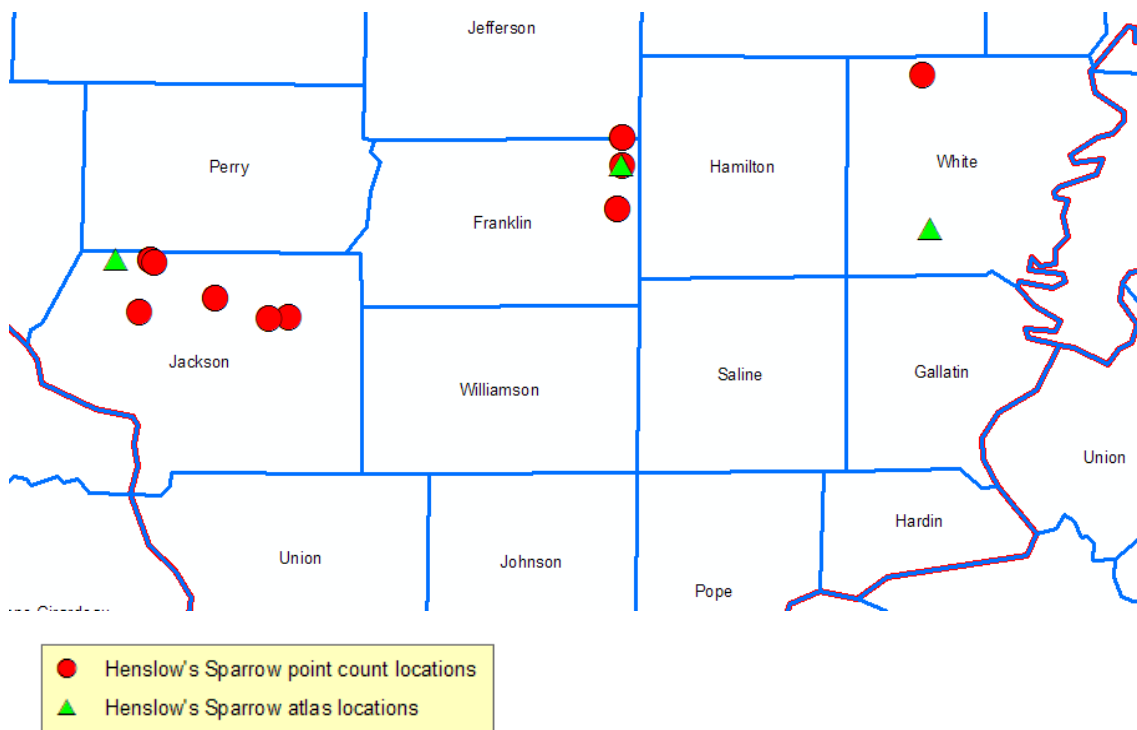 Jefferson
Perry
Hamilton
White
Franklin
Jackson
Williamson
Saline
Gallatin
Union
Hardin
Union
Johnson
Pope
Girardeau
Henslow's Sparrow point count locations
Henslow's Sparrow atlas locations